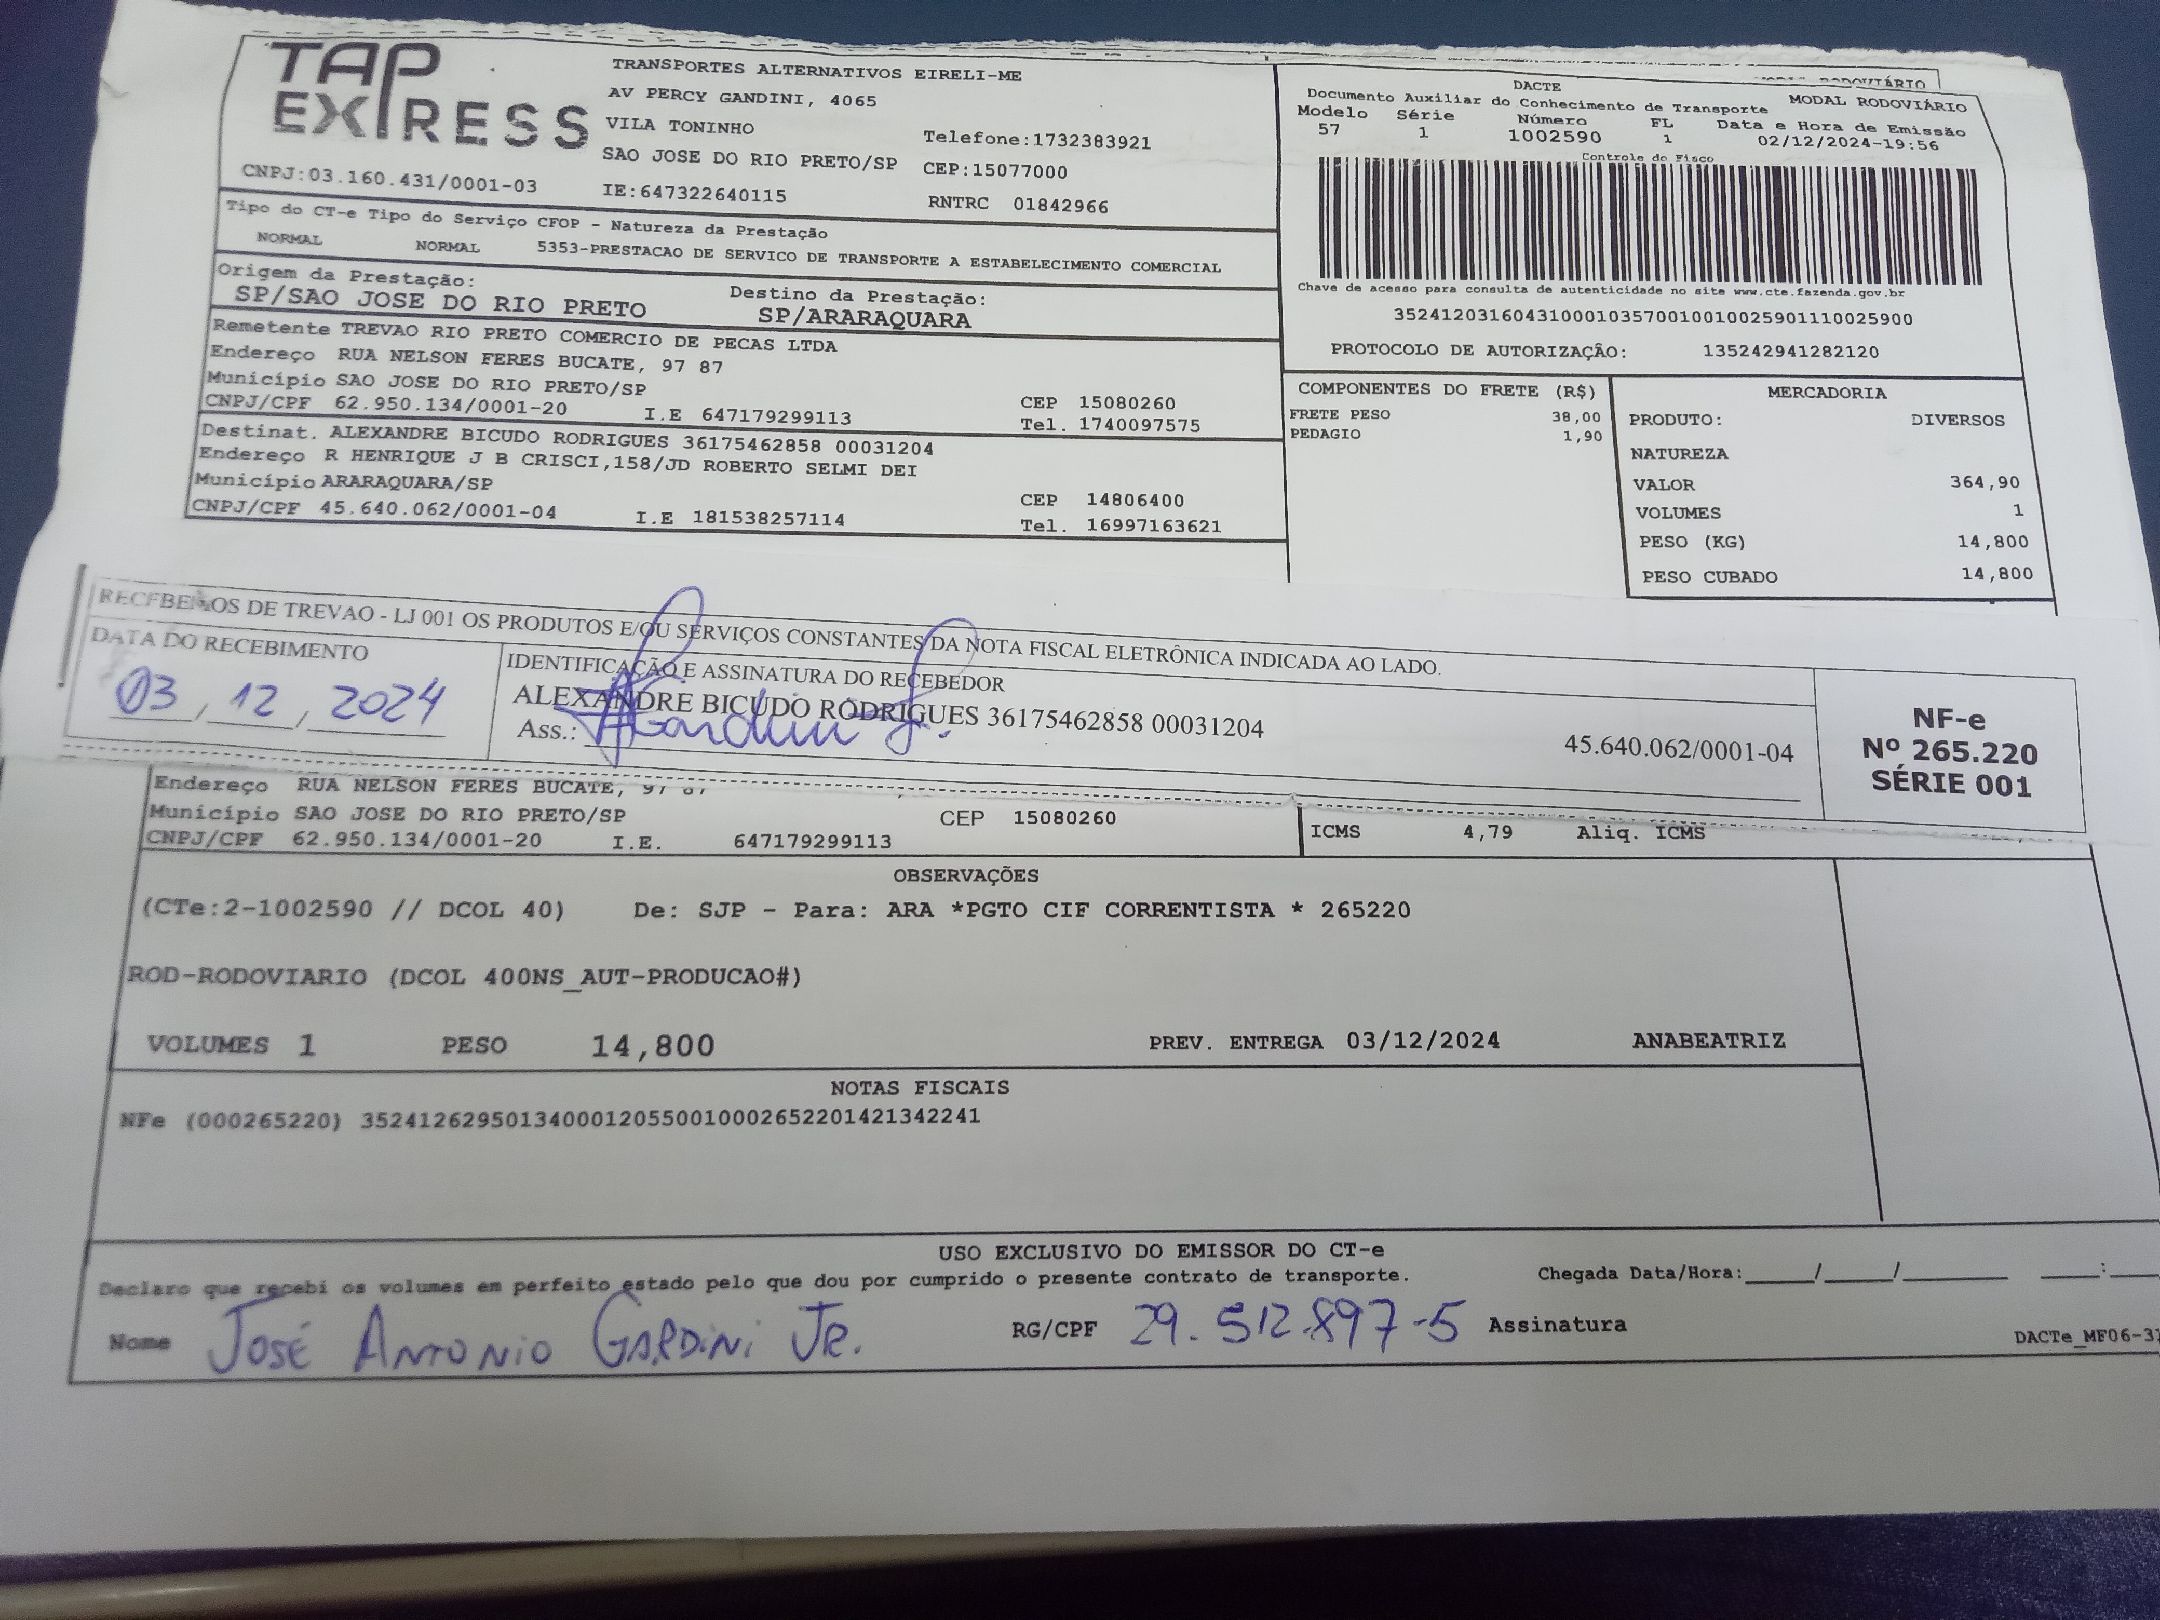 TAP EXPRESS
CNPJ:03.160.431/0001-03
TRANSPORTES ALTERNATIVOS EIRELI-ME
AV PERCY GANDINI, 4065
VILA TONINHO
Telefone:1732383921
SAO JOSE DO RIO PRETO/SP CEP:15077000
IE:647322640115 RNTRC 01842966
RODOVIÁRIO
DACTE
Documento Auxiliar do Conhecimento de Transporte MODAL RODOVIÁRIO
Modelo Série Número FL Data e Hora de Emissão
57 1 1002590 1 02/12/2024-19:56
Controle do Fisco
Chave de acesso para consulta de autenticidade no site www.cte.fazenda.gov.br
35241203160431000103570010010025901110025900
PROTOCOLO DE AUTORIZAÇÃO: 135242941282120
Tipo do CT-e Tipo do Serviço CFOP - Natureza da Prestação
NORMAL NORMAL 5353-PRESTACAO DE SERVICO DE TRANSPORTE A ESTABELECIMENTO COMERCIAL
Origem da Prestação: Destino da Prestação:
SP/SAO JOSE DO RIO PRETO SP/ARARAQUARA
Remetente TREVAO RIO PRETO COMERCIO DE PECAS LTDA
Endereço RUA NELSON FERES BUCATE, 97 87
Município SAO JOSE DO RIO PRETO/SP CEP 15080260
CNPJ/CPF 62.950.134/0001-20 I.E 647179299113 Tel. 1740097575
Destinat. ALEXANDRE BICUDO RODRIGUES 36175462858 00031204
Endereço R HENRIQUE J B CRISCI,158/JD ROBERTO SELMI DEI
Município ARARAQUARA/SP CEP 14806400
CNPJ/CPF 45.640.062/0001-04 I.E 181538257114 Tel. 16997163621
COMPONENTES DO FRETE (R$)
FRETE PESO 38,00
PEDAGIO 1,90
MERCADORIA
PRODUTO: DIVERSOS
NATUREZA
VALOR 364,90
VOLUMES 1
PESO (KG) 14,800
PESO CUBADO 14,800
RECEBEMOS DE TREVAO - LJ 001 OS PRODUTOS E/OU SERVIÇOS CONSTANTES DA NOTA FISCAL ELETRÔNICA INDICADA AO LADO.
DATA DO RECEBIMENTO
03, 12, 2024
IDENTIFICAÇÃO E ASSINATURA DO RECEBEDOR
ALEXANDRE BICUDO RODRIGUES 36175462858 00031204
Ass.:
45.640.062/0001-04
NF-e
Nº 265.220
SÉRIE 001
Endereço RUA NELSON FERES BUCATE, 97 87
Município SAO JOSE DO RIO PRETO/SP CEP 15080260
CNPJ/CPF 62.950.134/0001-20 I.E. 647179299113
ICMS 4,79 Aliq. ICMS
OBSERVAÇÕES
(CTe:2-1002590 // DCOL 40) De: SJP - Para: ARA *PGTO CIF CORRENTISTA * 265220
ROD-RODOVIARIO (DCOL 400NS_AUT-PRODUCAO#)
VOLUMES 1 PESO 14,800 PREV. ENTREGA 03/12/2024 ANABEATRIZ
NOTAS FISCAIS
NFe (000265220) 35241262950134000120550010002652201421342241
USO EXCLUSIVO DO EMISSOR DO CT-e
Declaro que recebi os volumes em perfeito estado pelo que dou por cumprido o presente contrato de transporte. Chegada Data/Hora:____/____/______ ___:___
Nome JOSÉ ANTONIO GARDINI JR. RG/CPF 29.512.897-5 Assinatura
DACTe_MF06-37